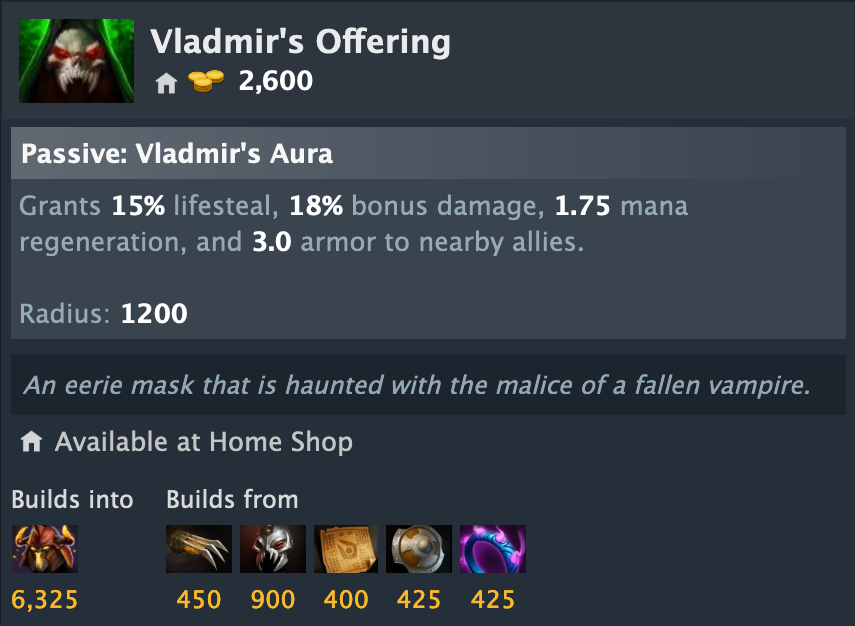 Vladmir's Offering
2,600
Passive: Vladmir's Aura
Grants 15% lifesteal, 18% bonus damage, 1.75 mana
regeneration, and 3.0 armor to nearby allies.
Radius: 1200
An eerie mask that is haunted with the malice of a fallen vampire.
Available at Home Shop
Builds into Builds from
6,325 450 900 400 425 425